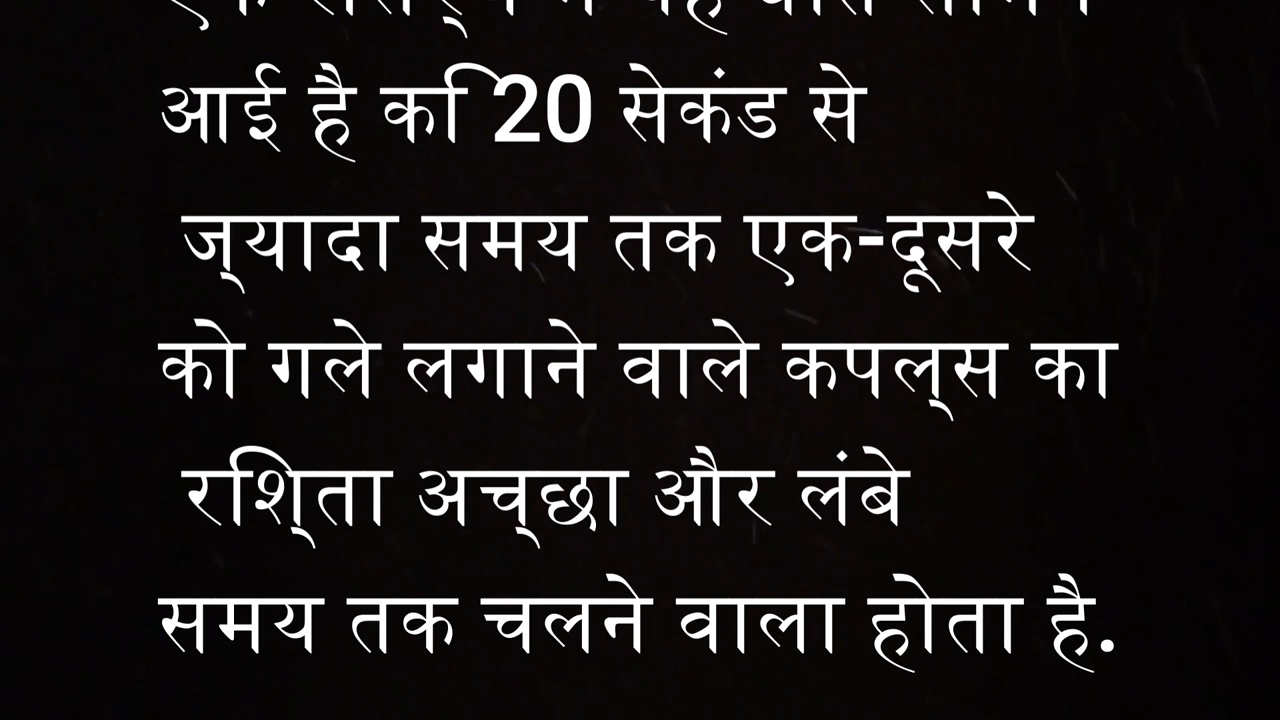 आई है कि 20 सेकंड से
ज्यादा समय तक एक-दूसरे
को गले लगाने वाले कपल्स का
रिश्ता अच्छा और लंबे
समय तक चलने वाला होता है.